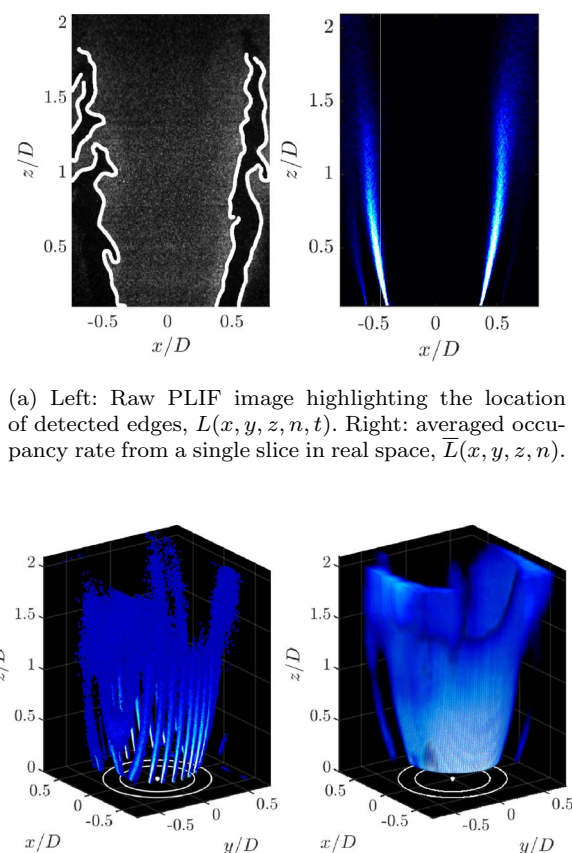 2
1.5
1
0.5
z/D
-0.5 0 0.5
x/D
2
1.5
1
0.5
z/D
-0.5 0 0.5
x/D
(a) Left: Raw PLIF image highlighting the location
of detected edges, L(x, y, z, n, t). Right: averaged occu-
pancy rate from a single slice in real space, L̅(x, y, z, n).
2
1.5
1
0.5
0
z/D
0.5 0 -0.5
x/D
-0.5 0 0.5
y/D
2
1.5
1
0.5
0
z/D
0.5 0 -0.5
x/D
-0.5 0 0.5
y/D